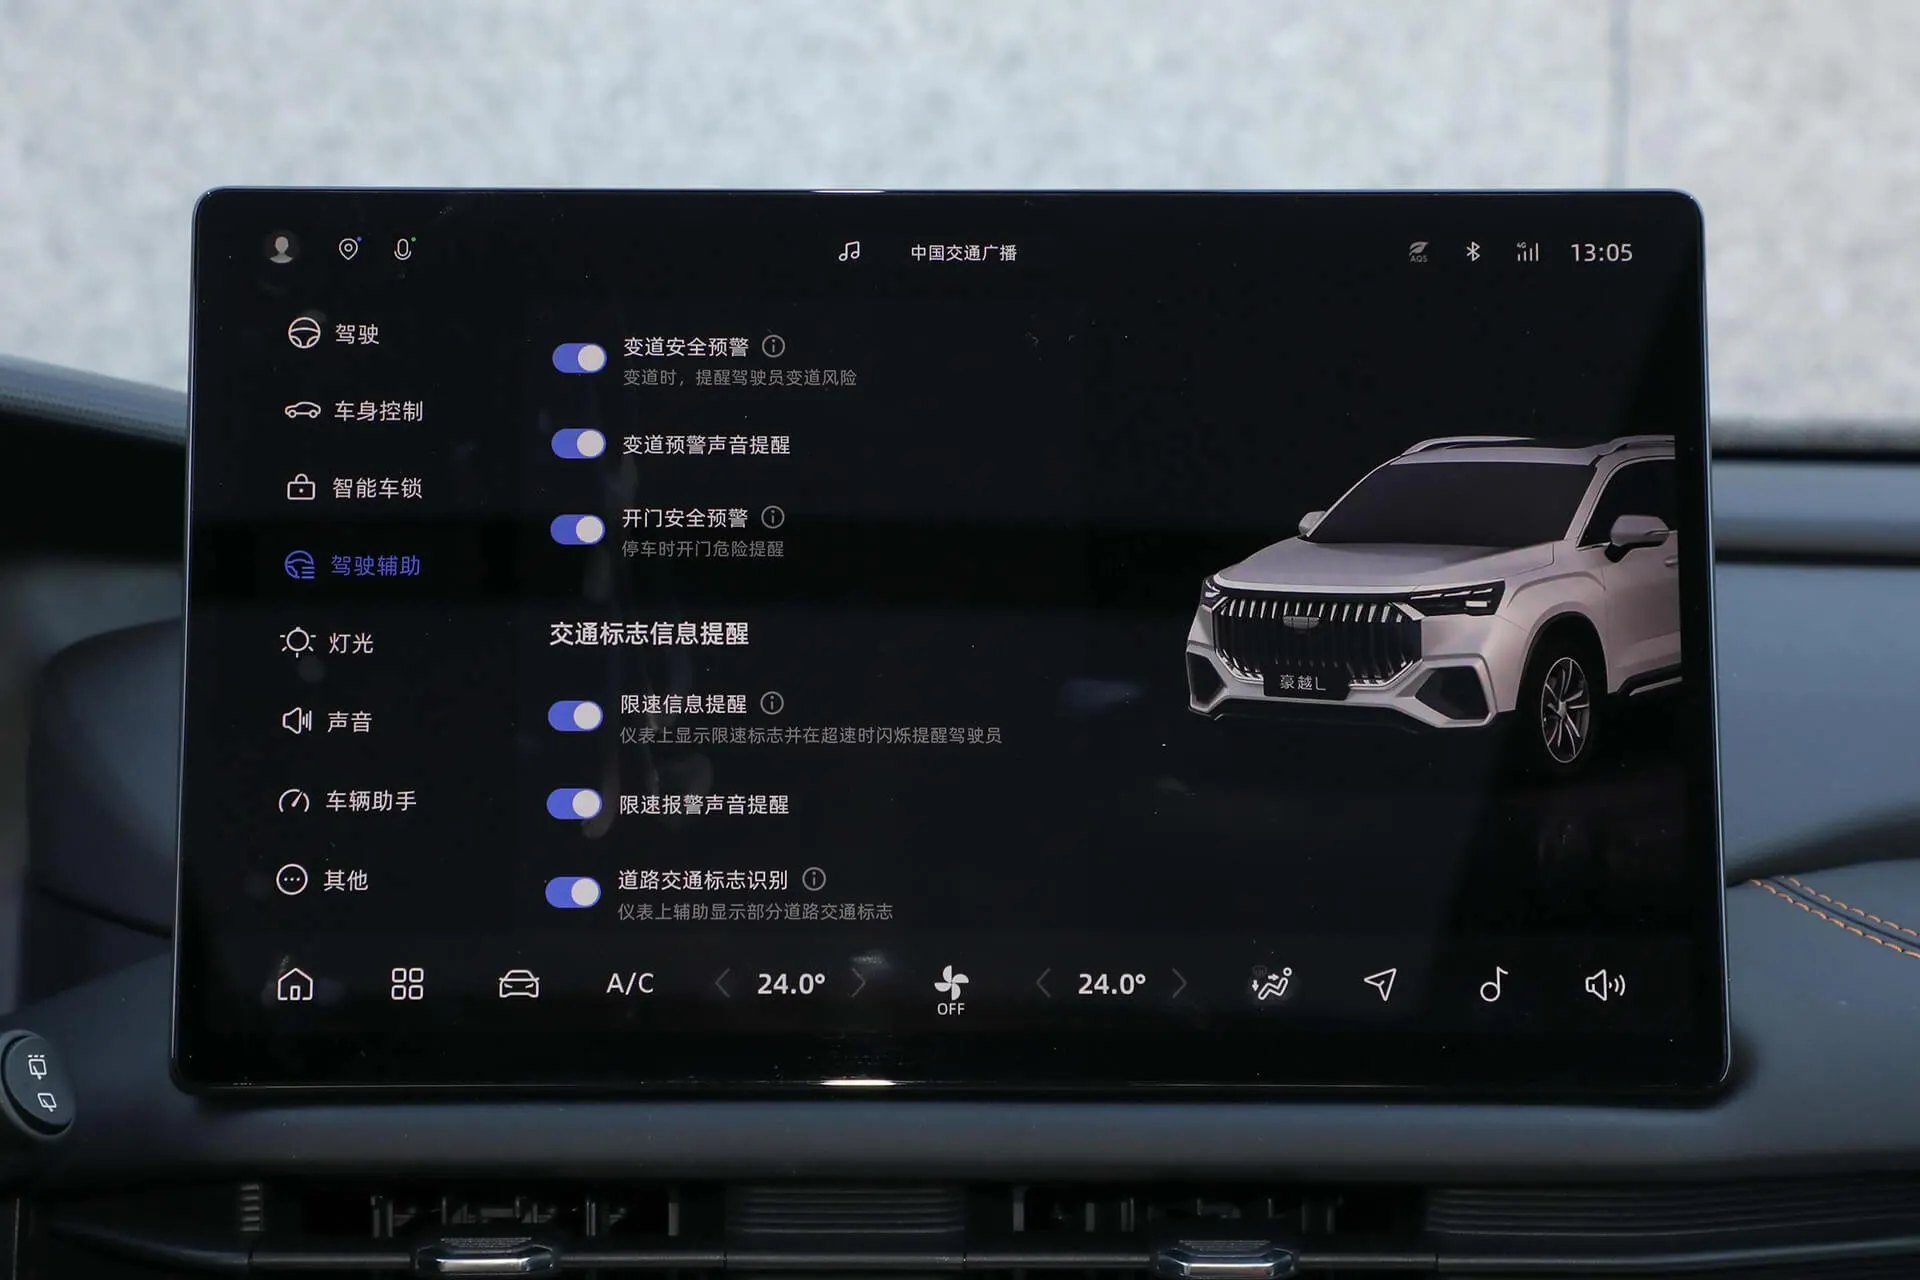 中国交通广播
AQS
4G
13:05
驾驶
车身控制
智能车锁
驾驶辅助
灯光
声音
车辆助手
其他
变道安全预警
变道时，提醒驾驶员变道风险
变道预警声音提醒
开门安全预警
停车时开门危险提醒
交通标志信息提醒
限速信息提醒
仪表上显示限速标志并在超速时闪烁提醒驾驶员
限速报警声音提醒
道路交通标志识别
仪表上辅助显示部分道路交通标志
豪越L
A/C
24.0°
OFF
24.0°